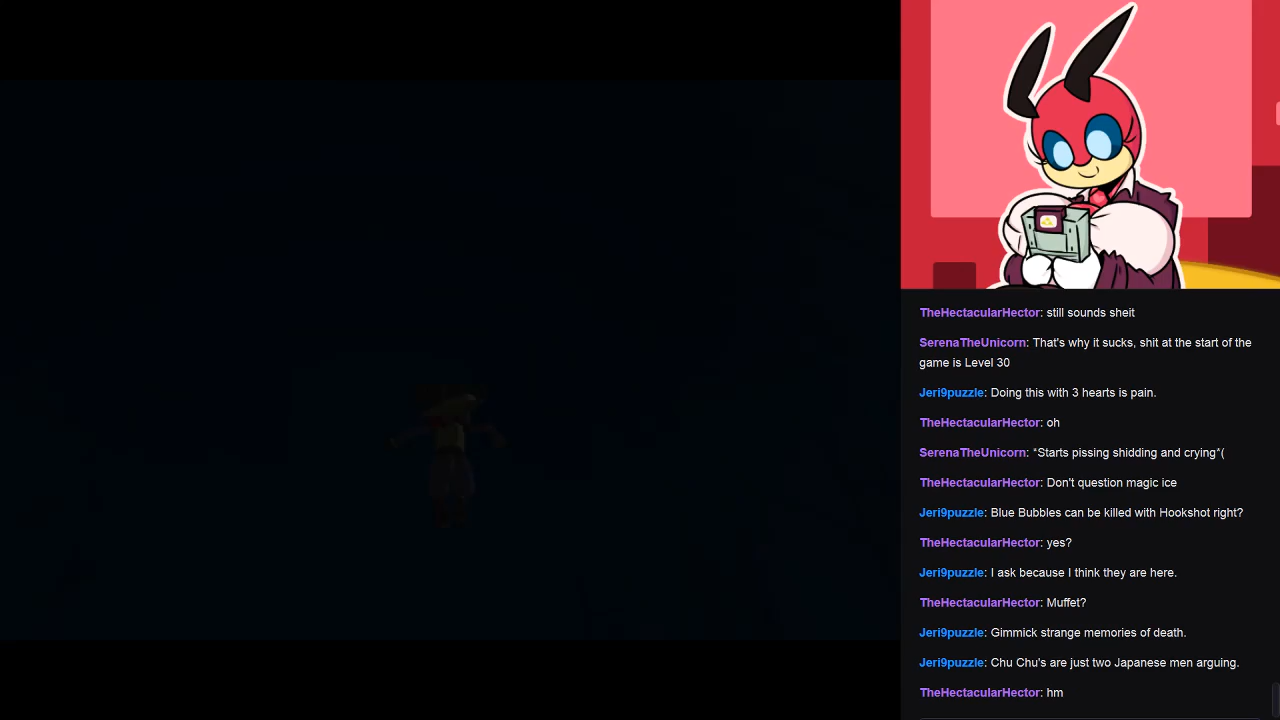 TheHectacularHector: still sounds sheit
SerenaTheUnicorn: That's why it sucks, shit at the start of the
game is Level 30
Jeri9puzzle: Doing this with 3 hearts is pain.
TheHectacularHector: oh
SerenaTheUnicorn: *Starts pissing shidding and crying*(
TheHectacularHector: Don't question magic ice
Jeri9puzzle: Blue Bubbles can be killed with Hookshot right?
TheHectacularHector: yes?
Jeri9puzzle: I ask because I think they are here.
TheHectacularHector: Muffet?
Jeri9puzzle: Gimmick strange memories of death.
Jeri9puzzle: Chu Chu's are just two Japanese men arguing.
TheHectacularHector: hm